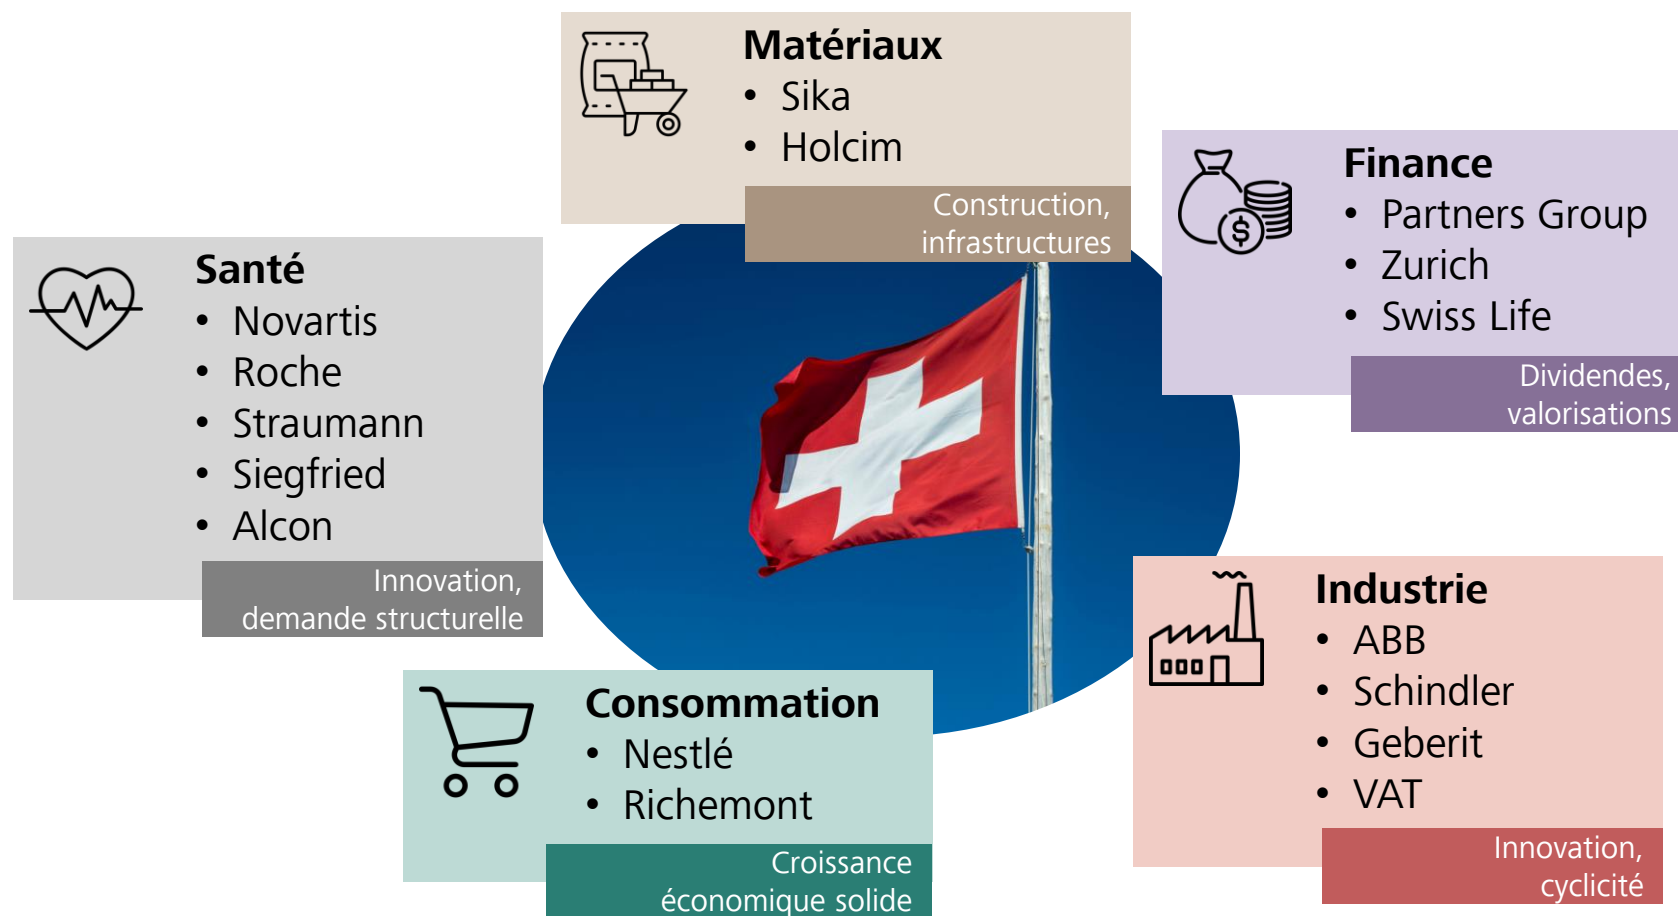 Matériaux
• Sika
• Holcim
Construction,
infrastructures
Finance
• Partners Group
• Zurich
• Swiss Life
Dividendes,
valorisations
Santé
• Novartis
• Roche
• Straumann
• Siegfried
• Alcon
Innovation,
demande structurelle
Industrie
• ABB
• Schindler
• Geberit
• VAT
Innovation,
cyclicité
Consommation
• Nestlé
• Richemont
Croissance
économique solide
$